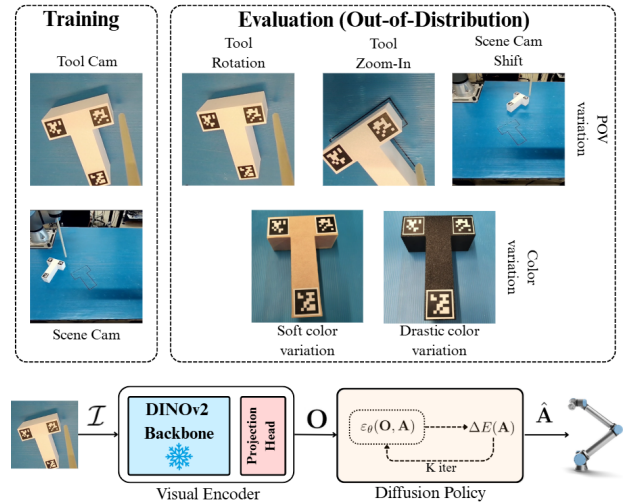 Training
Tool Cam
Scene Cam
Evaluation (Out-of-Distribution)
Tool
Rotation
Tool
Zoom-In
Scene Cam
Shift
POV
variation
Color
variation
Soft color
variation
Drastic color
variation
ℐ
DINOv2
Backbone
Projection
Head
Visual Encoder
O
εθ(O, A)
ΔE(A)
K iter
Diffusion Policy
Â